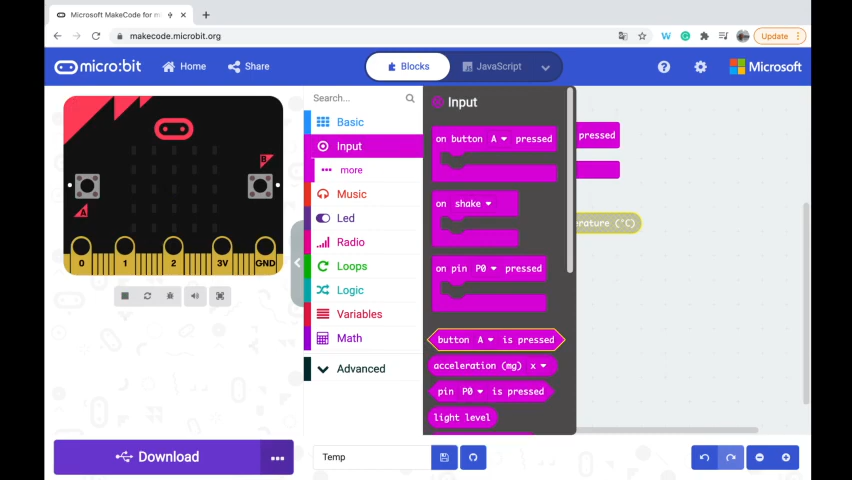 Microsoft MakeCode for m
makecode.microbit.org
Update
micro:bit
Home
Share
Blocks
JavaScript
Microsoft
B
A
0
1
2
3V
GND
Download
Search...
Basic
Input
more
Music
Led
Radio
Loops
Logic
Variables
Math
Advanced
Input
on button A pressed
on shake
on pin P0 pressed
button A is pressed
acceleration (mg) x
pin P0 is pressed
light level
pressed
erature (°C)
Temp